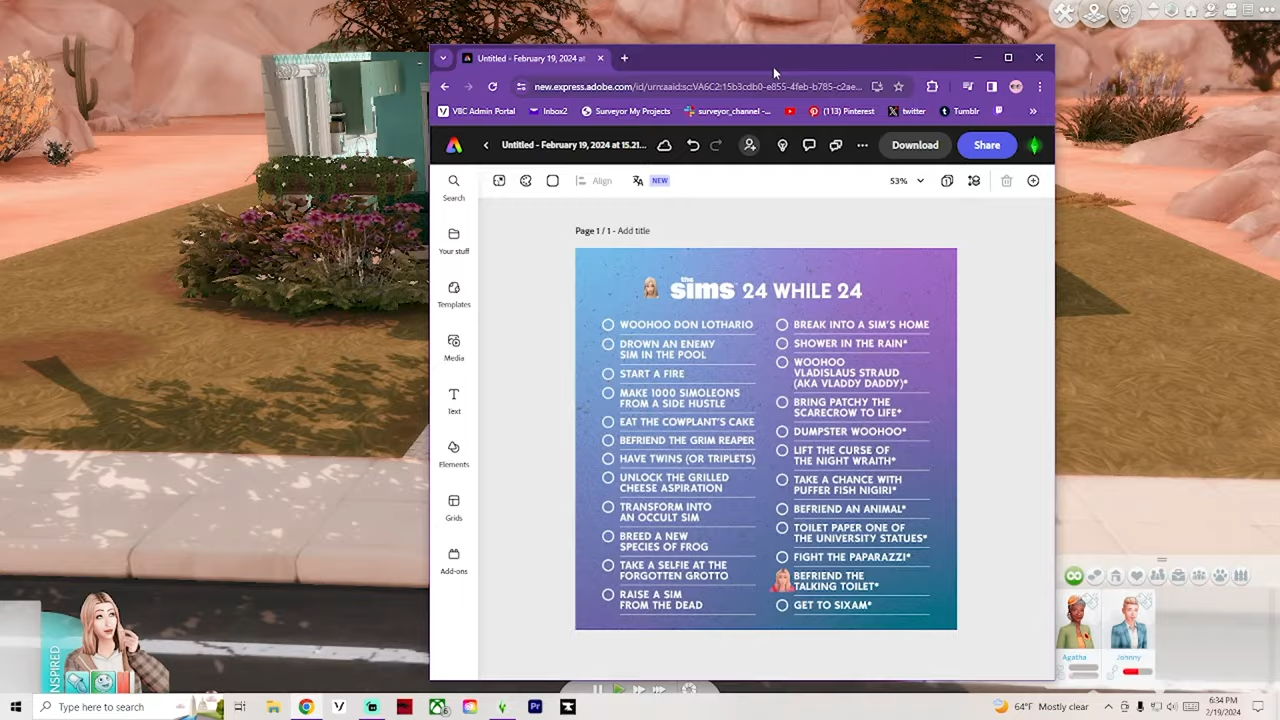 Untitled - February 19, 2024 at
new.express.adobe.com/id/urn:aaid:sc:VA6C2:15b3cdb0-e855-4feb-b785-c2ae...
VBC Admin Portal
Inbox2
Surveyor My Projects
surveyor_channel -...
(113) Pinterest
twitter
Tumblr
Untitled - February 19, 2024 at 15.21...
Download
Share
Align
NEW
53%
Search
Your stuff
Templates
Media
Text
Elements
Grids
Add-ons
Page 1 / 1 - Add title
the sims 24 WHILE 24
WOOHOO DON LOTHARIO
DROWN AN ENEMY
SIM IN THE POOL
START A FIRE
MAKE 1000 SIMOLEONS
FROM A SIDE HUSTLE
EAT THE COWPLANT'S CAKE
BEFRIEND THE GRIM REAPER
HAVE TWINS (OR TRIPLETS)
UNLOCK THE GRILLED
CHEESE ASPIRATION
TRANSFORM INTO
AN OCCULT SIM
BREED A NEW
SPECIES OF FROG
TAKE A SELFIE AT THE
FORGOTTEN GROTTO
RAISE A SIM
FROM THE DEAD
BREAK INTO A SIM'S HOME
SHOWER IN THE RAIN*
WOOHOO
VLADISLAUS STRAUD
(AKA VLADDY DADDY)*
BRING PATCHY THE
SCARECROW TO LIFE*
DUMPSTER WOOHOO*
LIFT THE CURSE OF
THE NIGHT WRAITH*
TAKE A CHANCE WITH
PUFFER FISH NIGIRI*
BEFRIEND AN ANIMAL*
TOILET PAPER ONE OF
THE UNIVERSITY STATUES*
FIGHT THE PAPARAZZI*
BEFRIEND THE
TALKING TOILET*
GET TO SIXAM*
Agatha
Johnny
NSPIRED
Type here to search
Pr
64°F Mostly clear
6:34 PM
2/19/2024